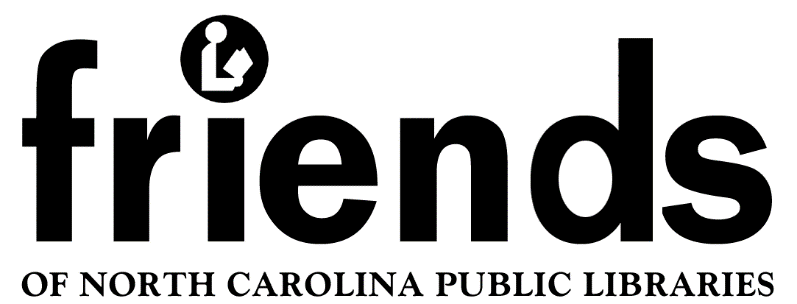 friends
OF NORTH CAROLINA PUBLIC LIBRARIES